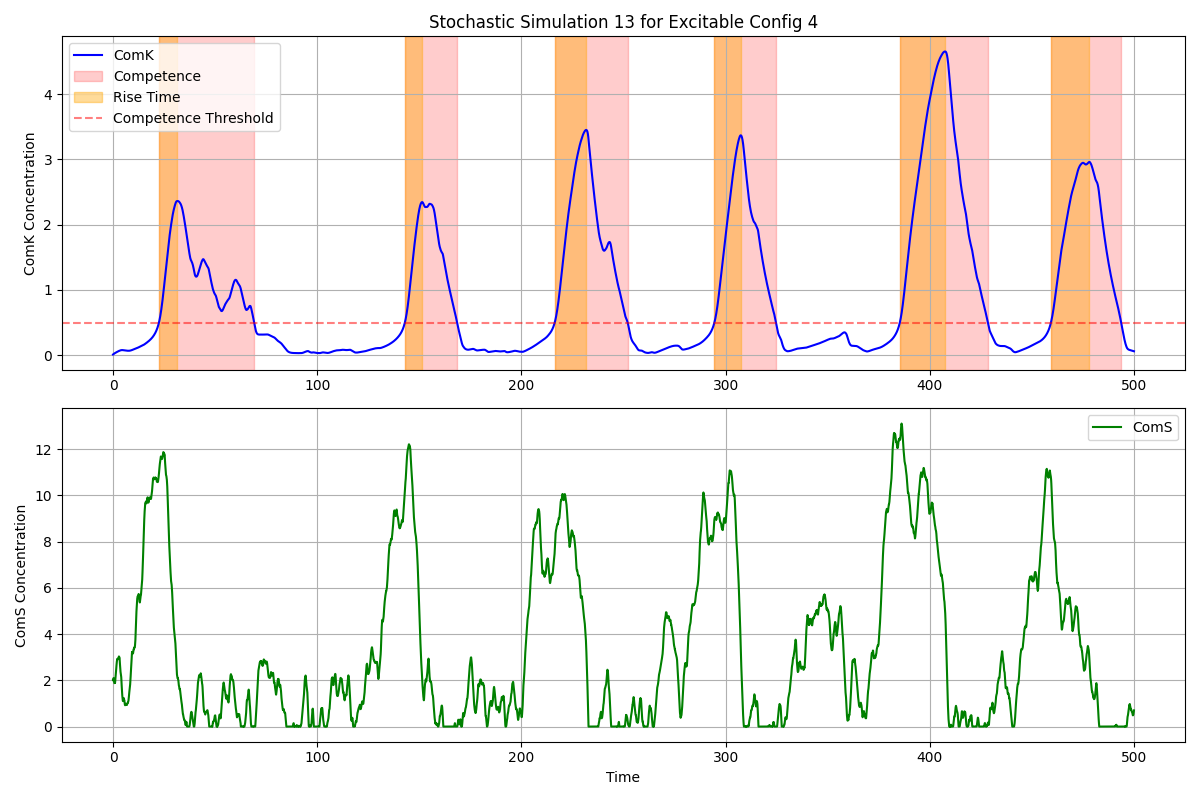 Stochastic Simulation 13 for Excitable Config 4
ComK
Competence
Rise Time
Competence Threshold
ComK Concentration
4
3
2
1
0
0 100 200 300 400 500
ComS
ComS Concentration
12
10
8
6
4
2
0
0 100 200 300 400 500
Time